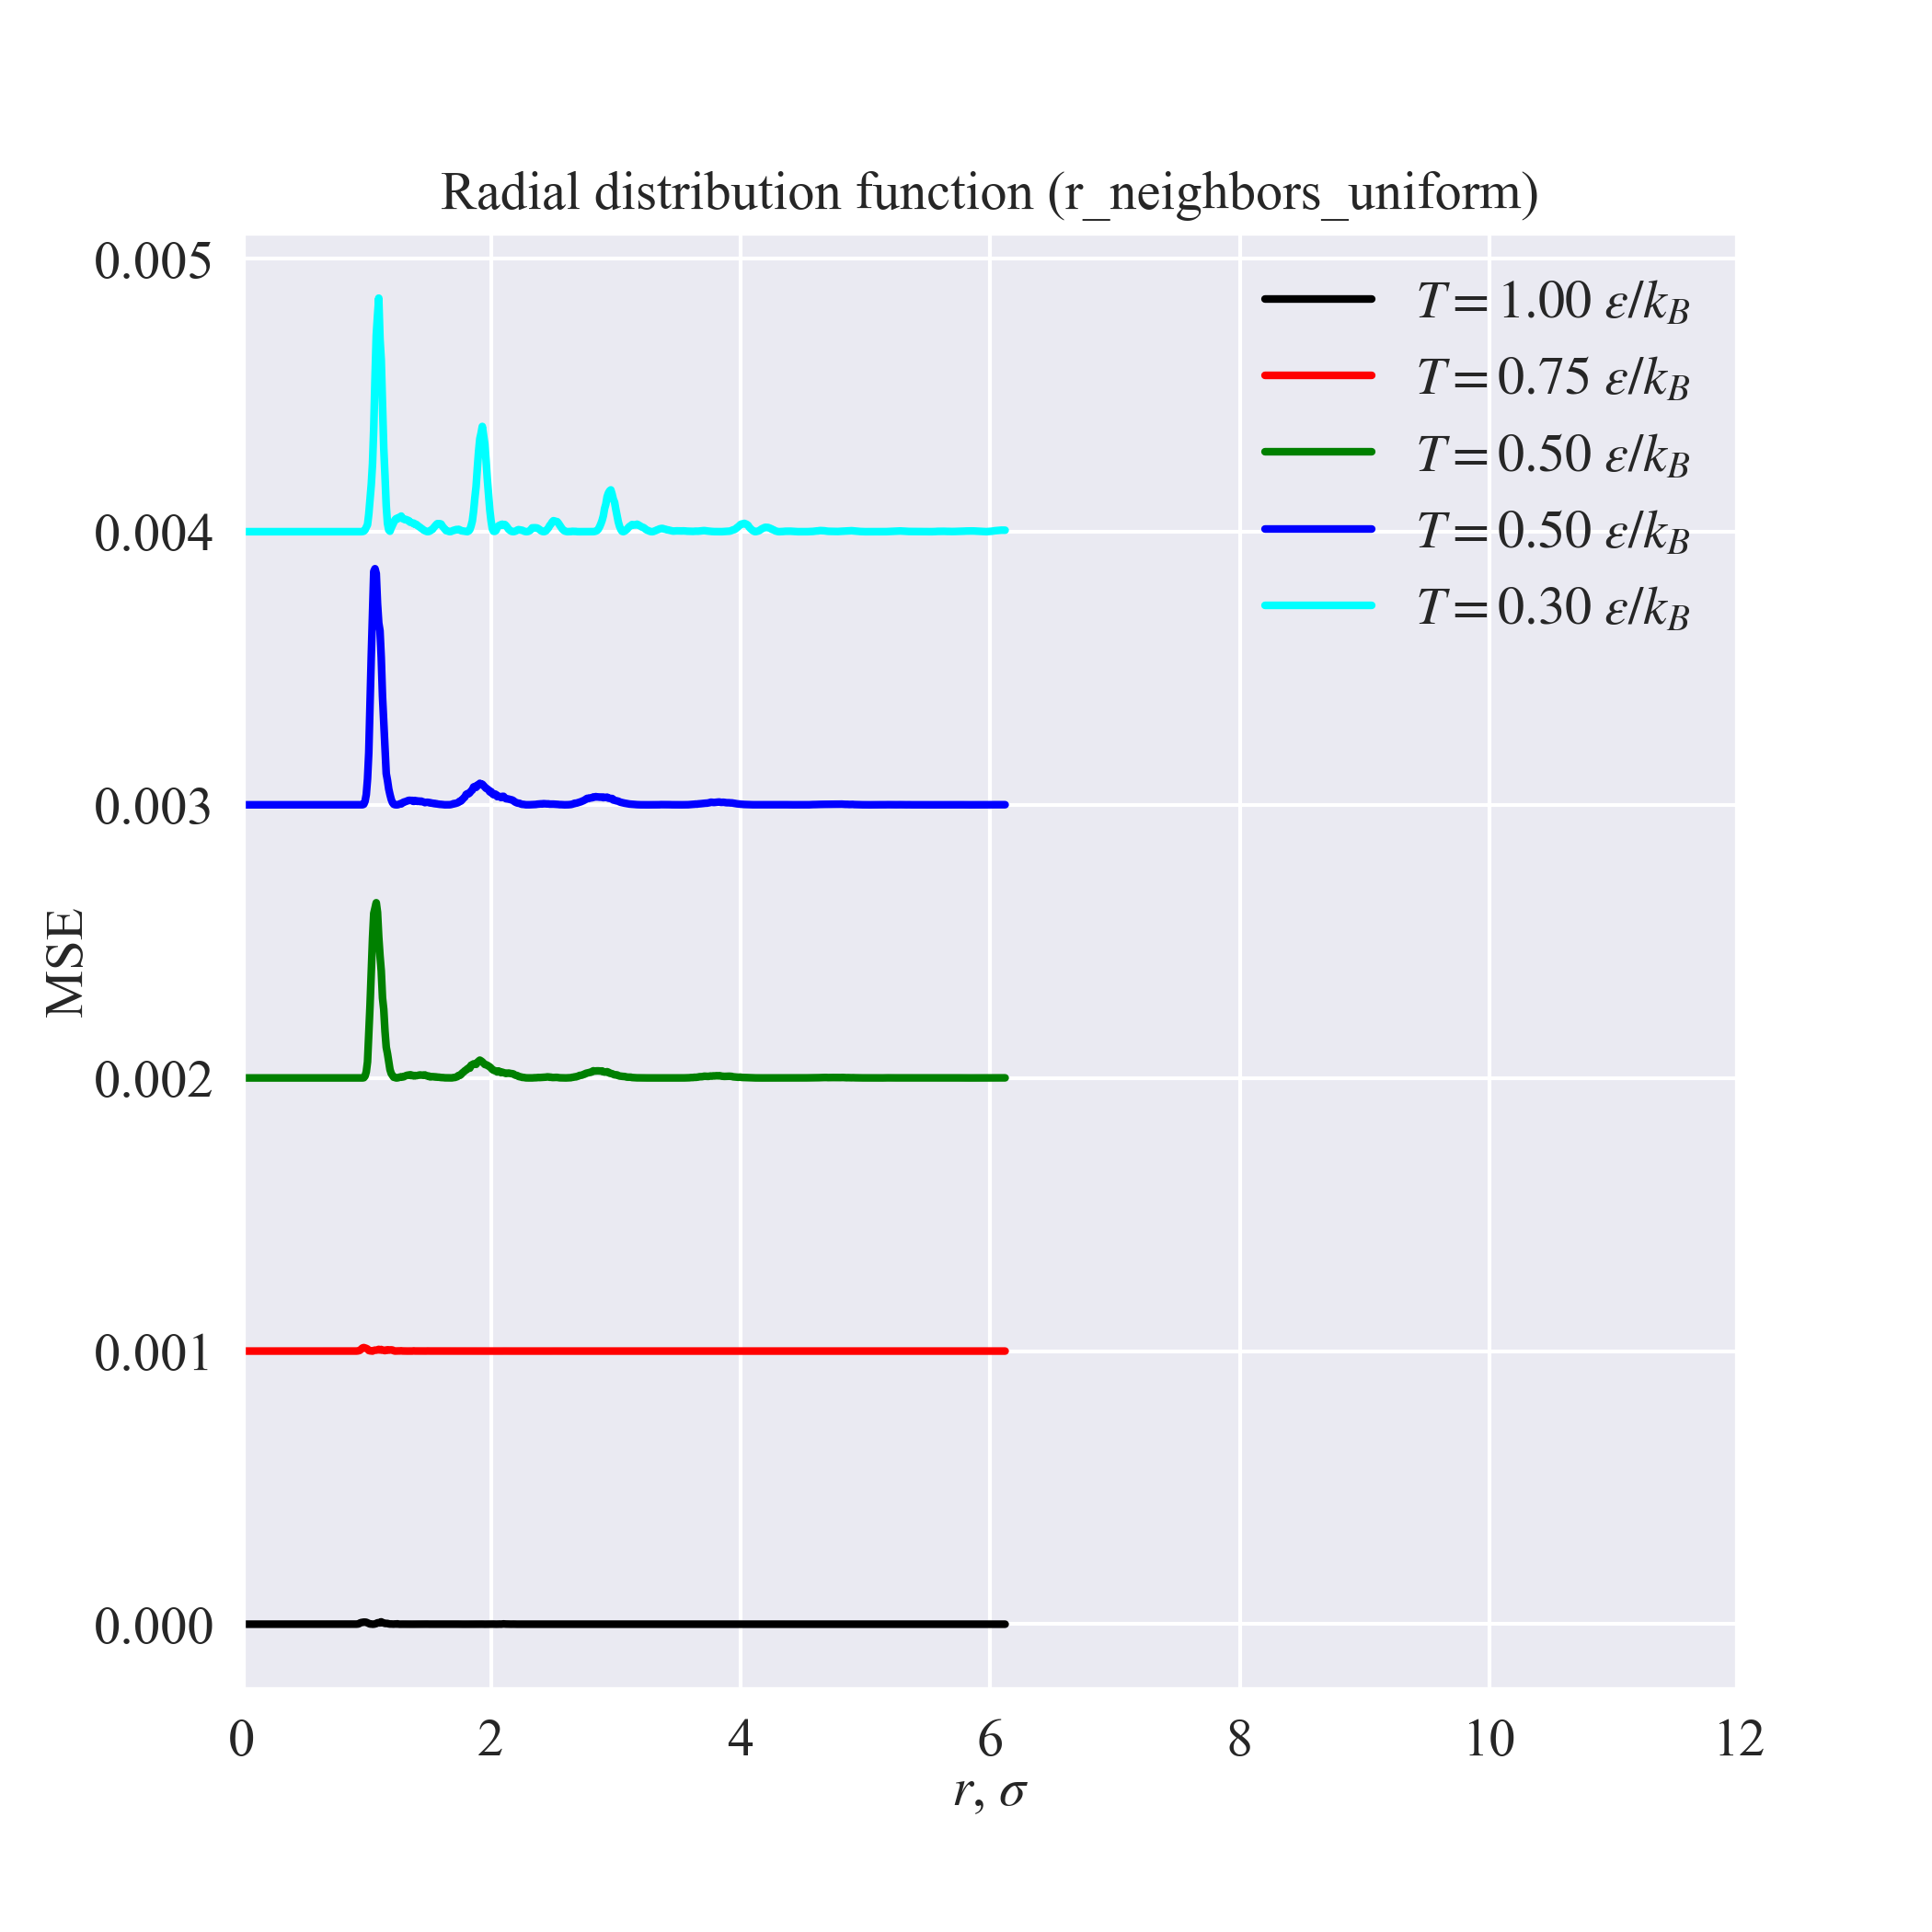 Radial distribution function (r_neighbors_uniform)
0.005
0.004
0.003
0.002
0.001
0.000
MSE
T = 1.00 ε/k_B
T = 0.75 ε/k_B
T = 0.50 ε/k_B
T = 0.50 ε/k_B
T = 0.30 ε/k_B
0 2 4 6 8 10 12
r, σ